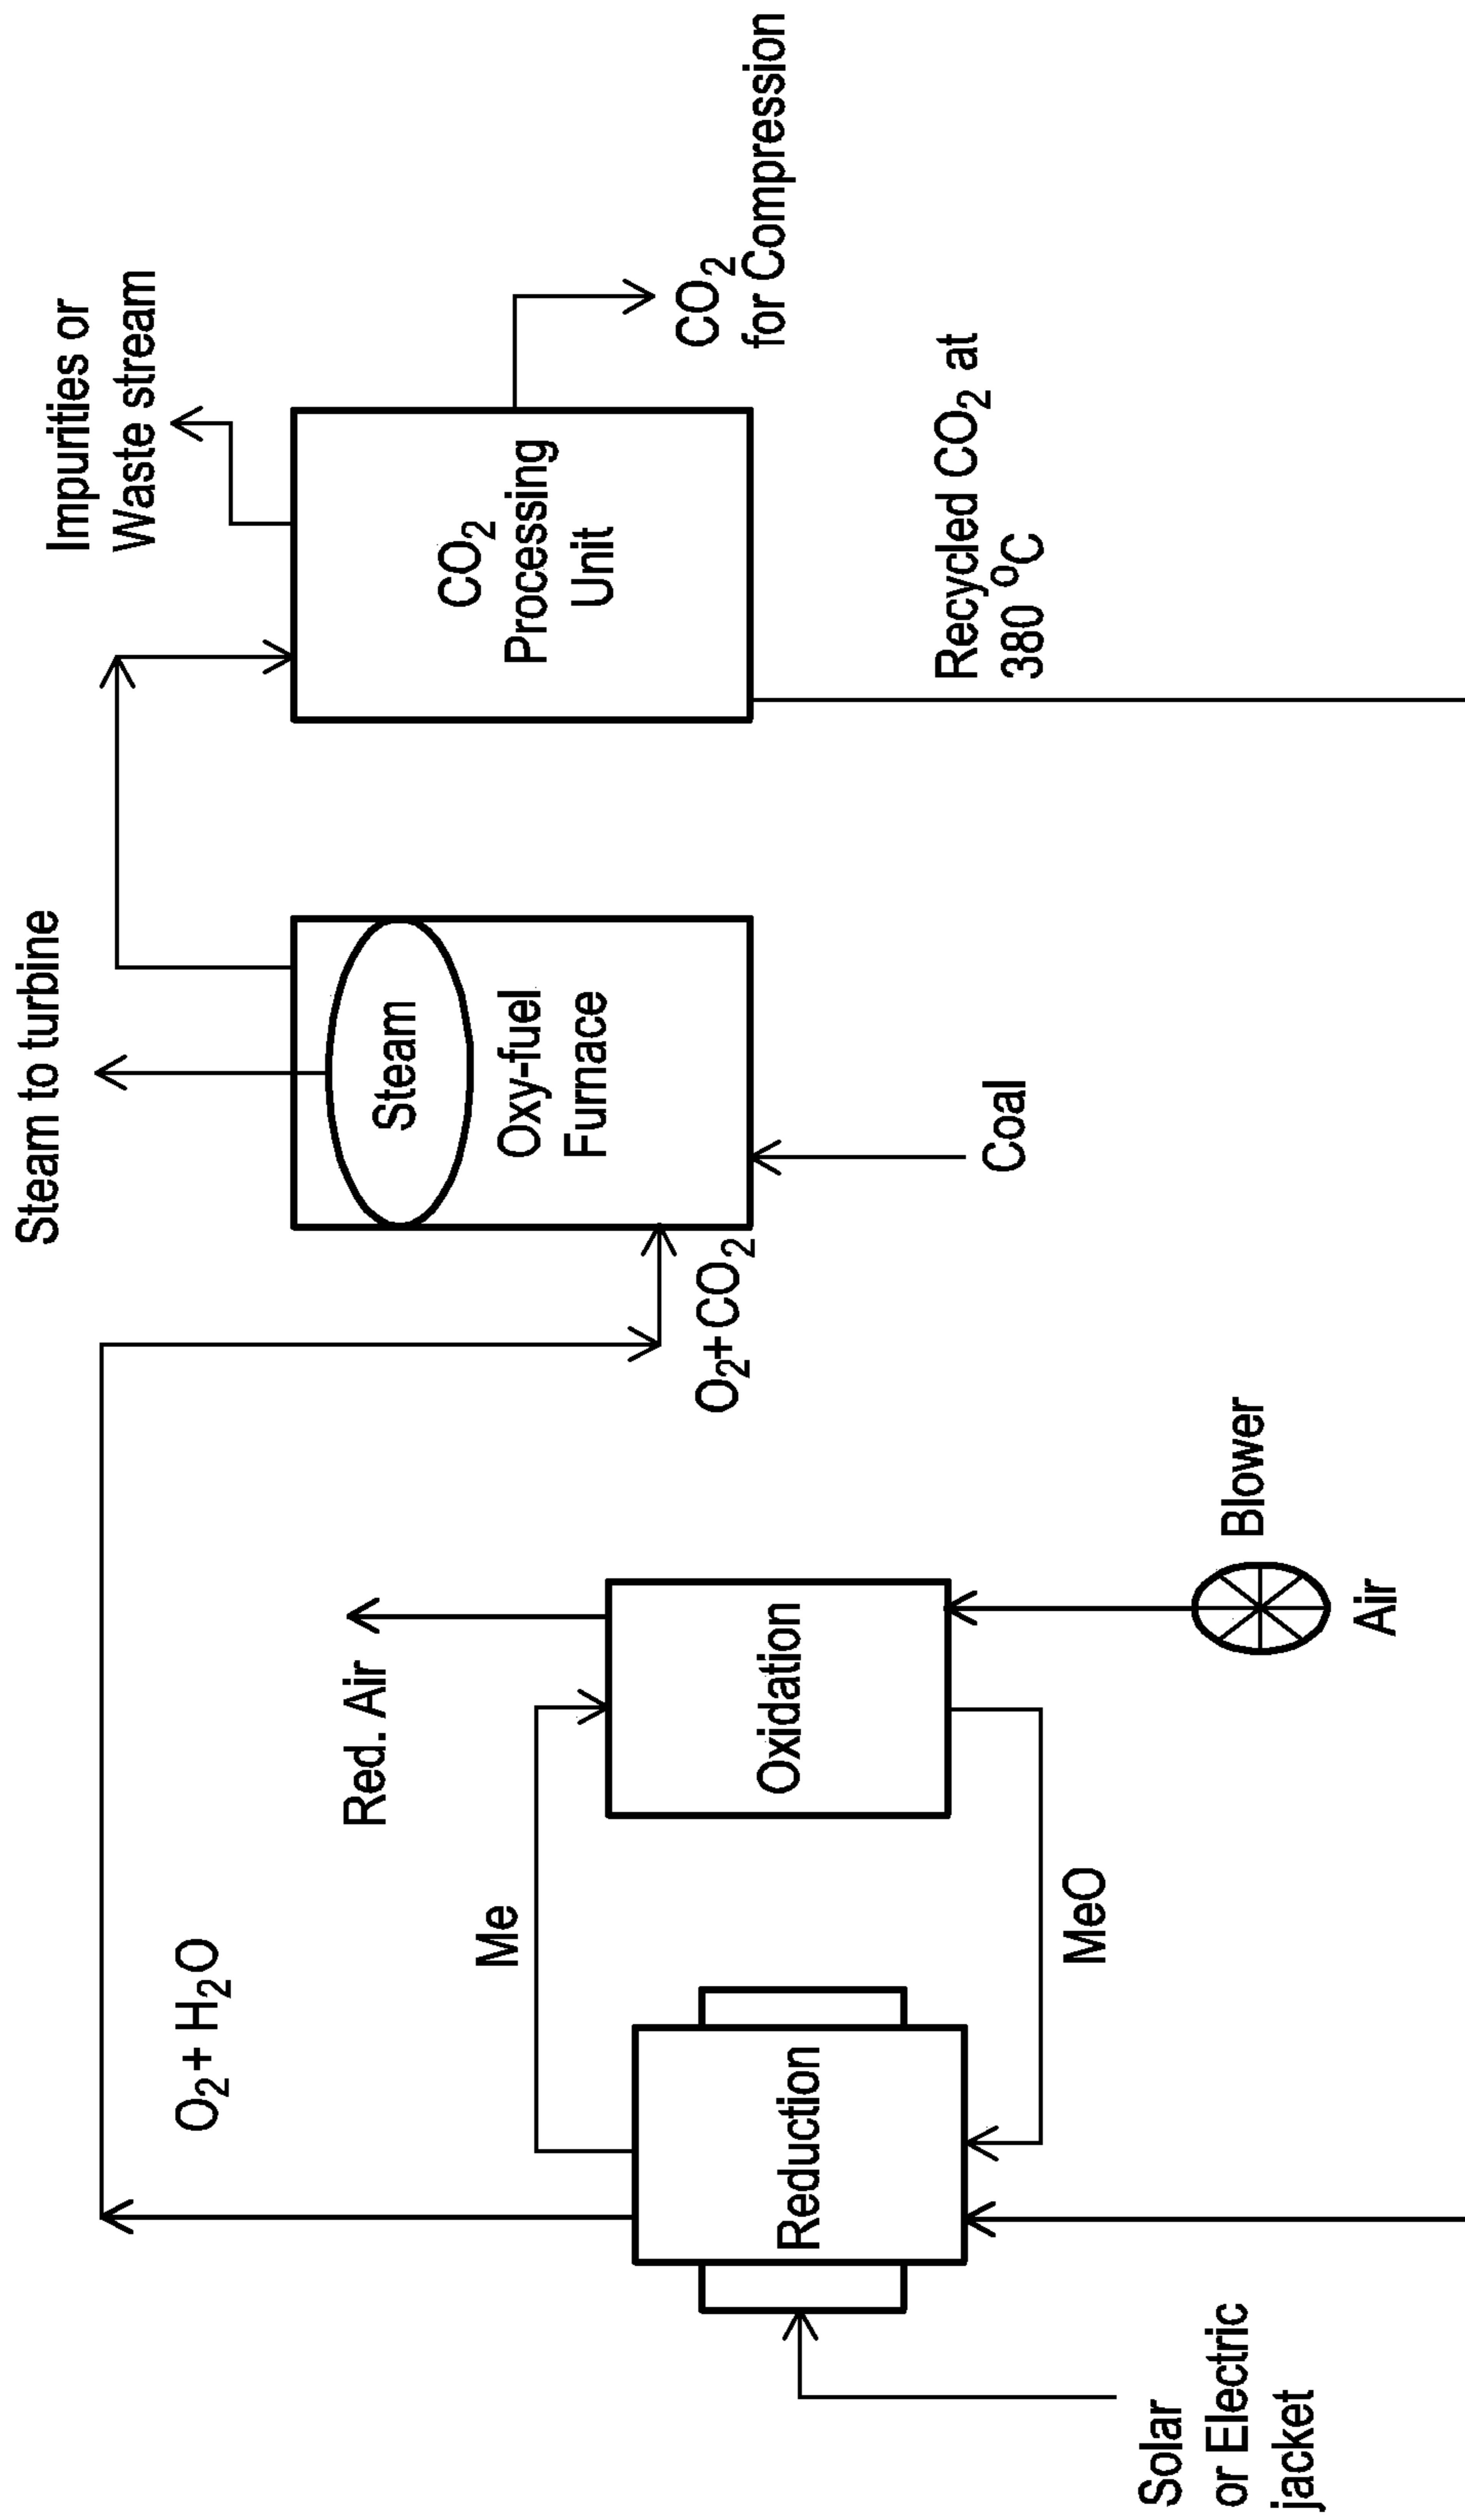 Steam to turbine
Impurities or
Waste stream
O2+ H2O
Red. Air
Me
Steam
Oxy-fuel
Furnace
CO2
Processing
Unit
CO2
for Compression
O2+CO2
Reduction
Oxidation
Coal
Recycled CO2 at
380 °C
MeO
Solar
or Electric
jacket
Blower
Air